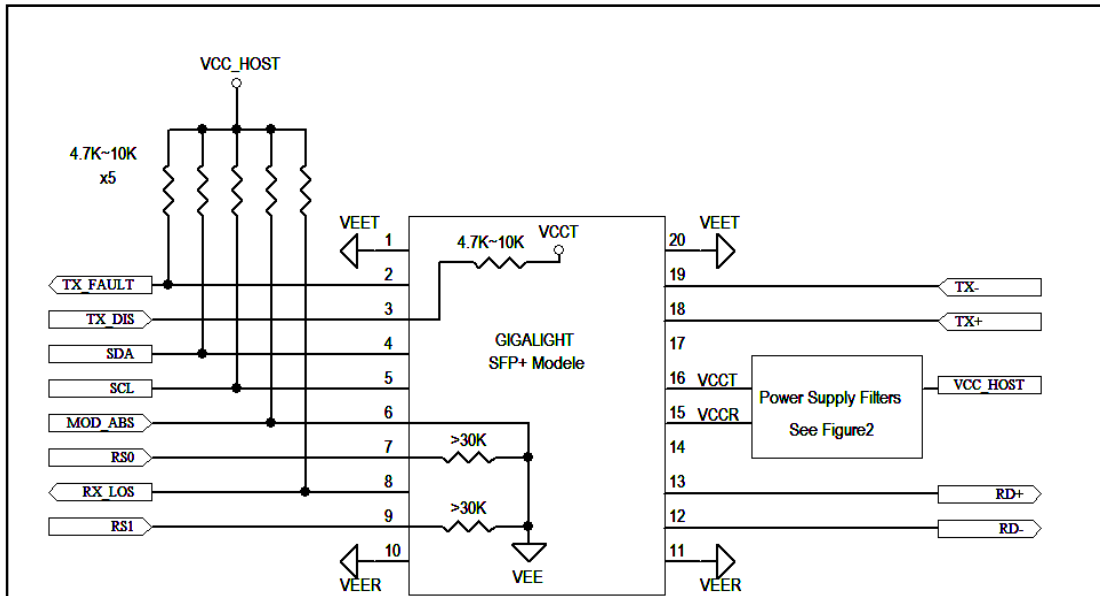 VCC_HOST
4.7K~10K
x5
VEET
1
TX_FAULT
2
TX_DIS
3
SDA
4
SCL
5
MOD_ABS
6
RS0
7
RX_LOS
8
RS1
9
10
VEER
4.7K~10K
VCCT
GIGALIGHT
SFP+ Modele
>30K
>30K
VEE
20
VEET
19
TX-
18
TX+
17
16
VCCT
15
VCCR
Power Supply Filters
See Figure2
VCC_HOST
14
13
RD+
12
RD-
11
VEER